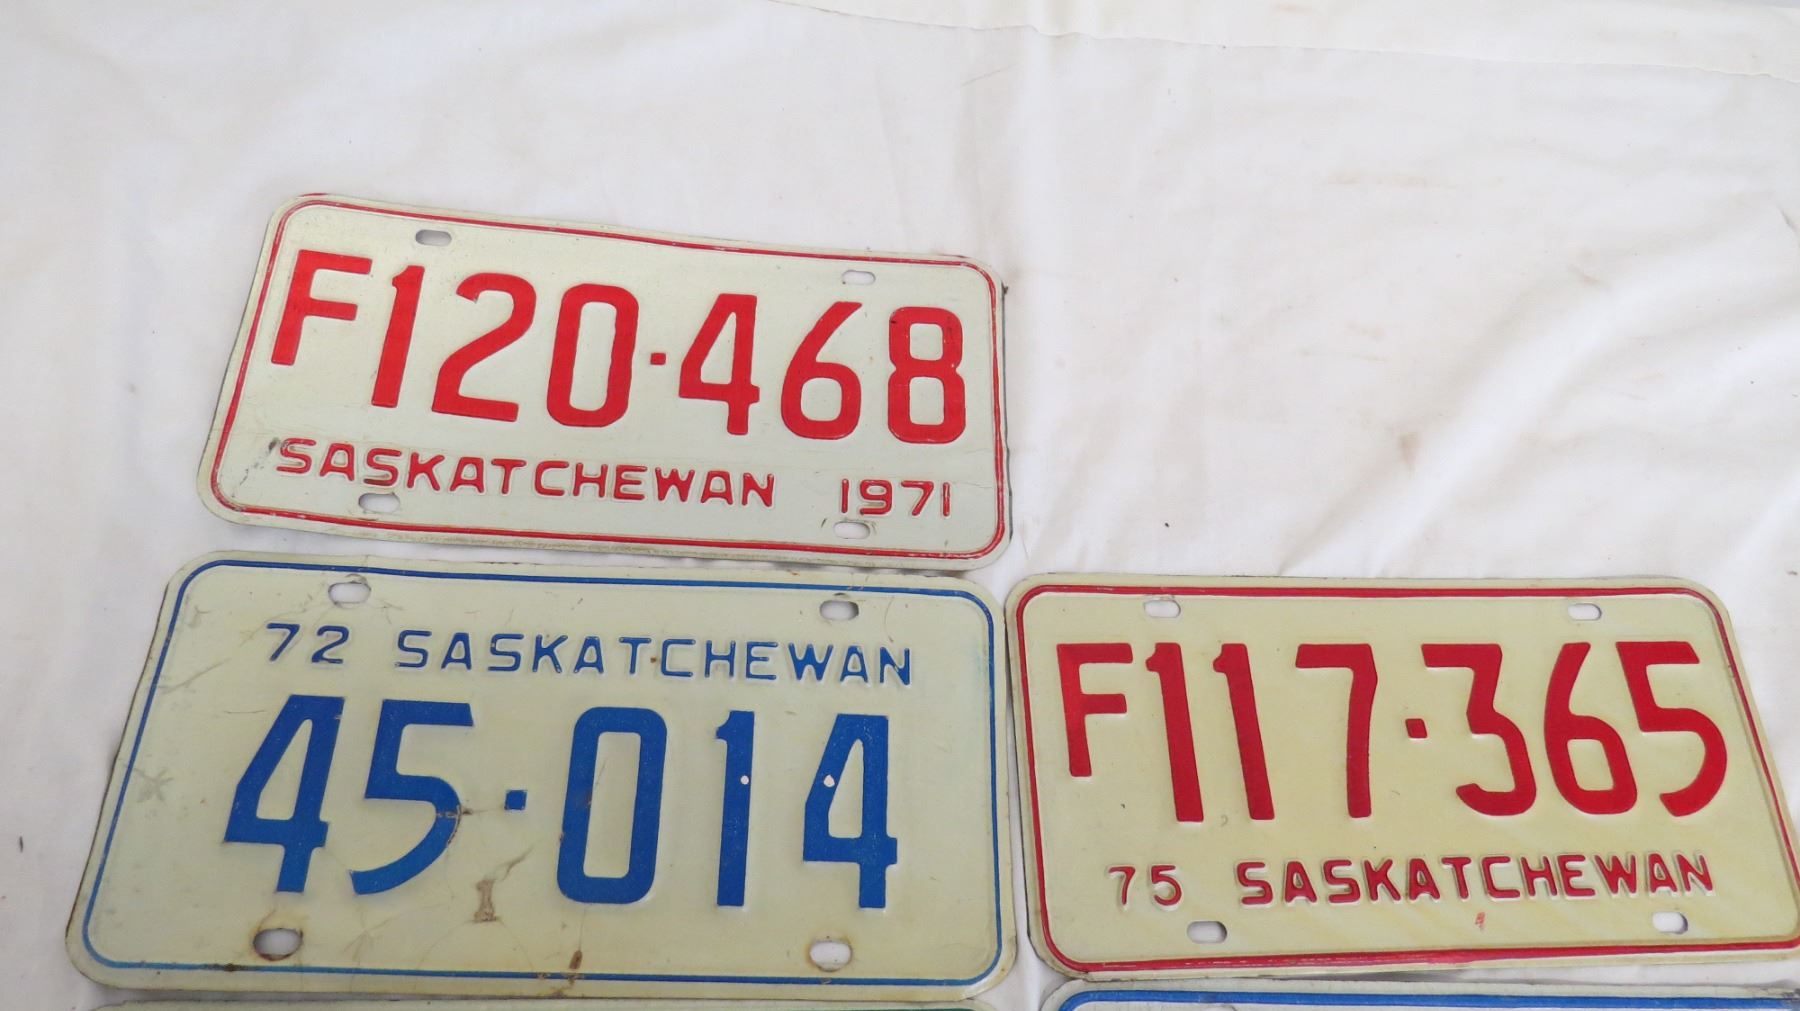 F120·468
SASKATCHEWAN 1971
72 SASKATCHEWAN
45·014
F117·365
75 SASKATCHEWAN